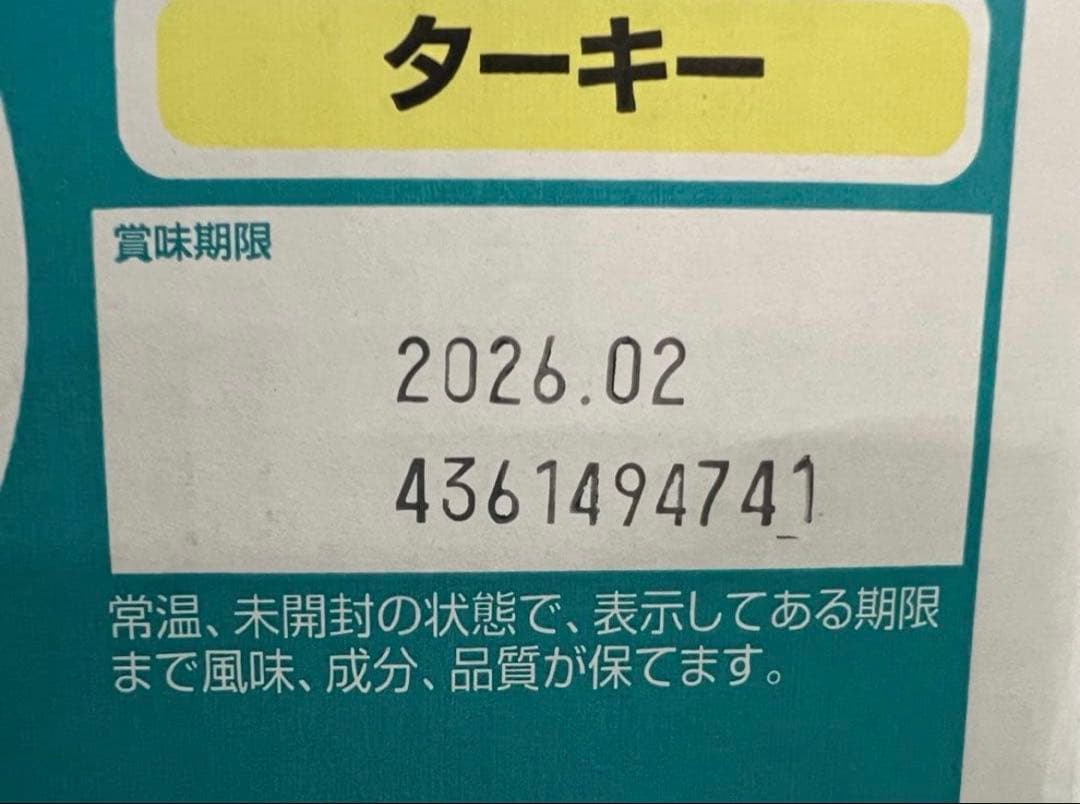 ターキー
賞味期限
2026.02
4361494741
常温、未開封の状態で、表示してある期限
まで風味、成分、品質が保てます。